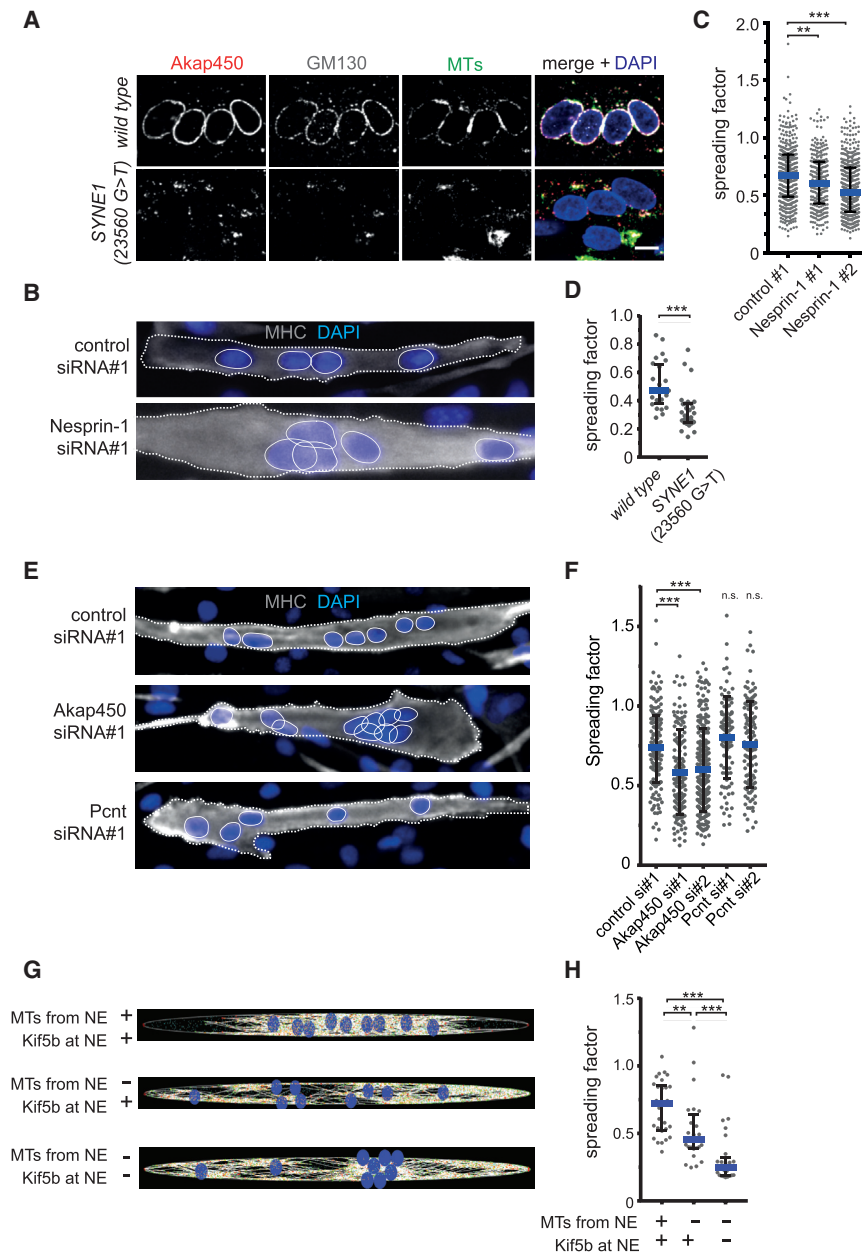 A
Akap450 GM130 MTs merge + DAPI
wild type
SYNE1
(23560 G>T)
B
MHC DAPI
control
siRNA#1
Nesprin-1
siRNA#1
C
spreading factor
2.0
1.5
1.0
0.5
0
***
**
control #1
Nesprin-1 #1
Nesprin-1 #2
D
spreading factor
1.0
0.8
0.6
0.4
0.2
0
***
wild type
SYNE1
(23560 G>T)
E
MHC DAPI
control
siRNA#1
Akap450
siRNA#1
Pcnt
siRNA#1
F
Spreading factor
1.5
1.0
0.5
0
***
***
n.s. n.s.
control si#1
Akap450 si#1
Akap450 si#2
Pcnt si#1
Pcnt si#2
G
MTs from NE +
Kif5b at NE +
MTs from NE −
Kif5b at NE +
MTs from NE −
Kif5b at NE −
H
spreading factor
1.5
1.0
0.5
0
***
** ***
MTs from NE + − −
Kif5b at NE + + −